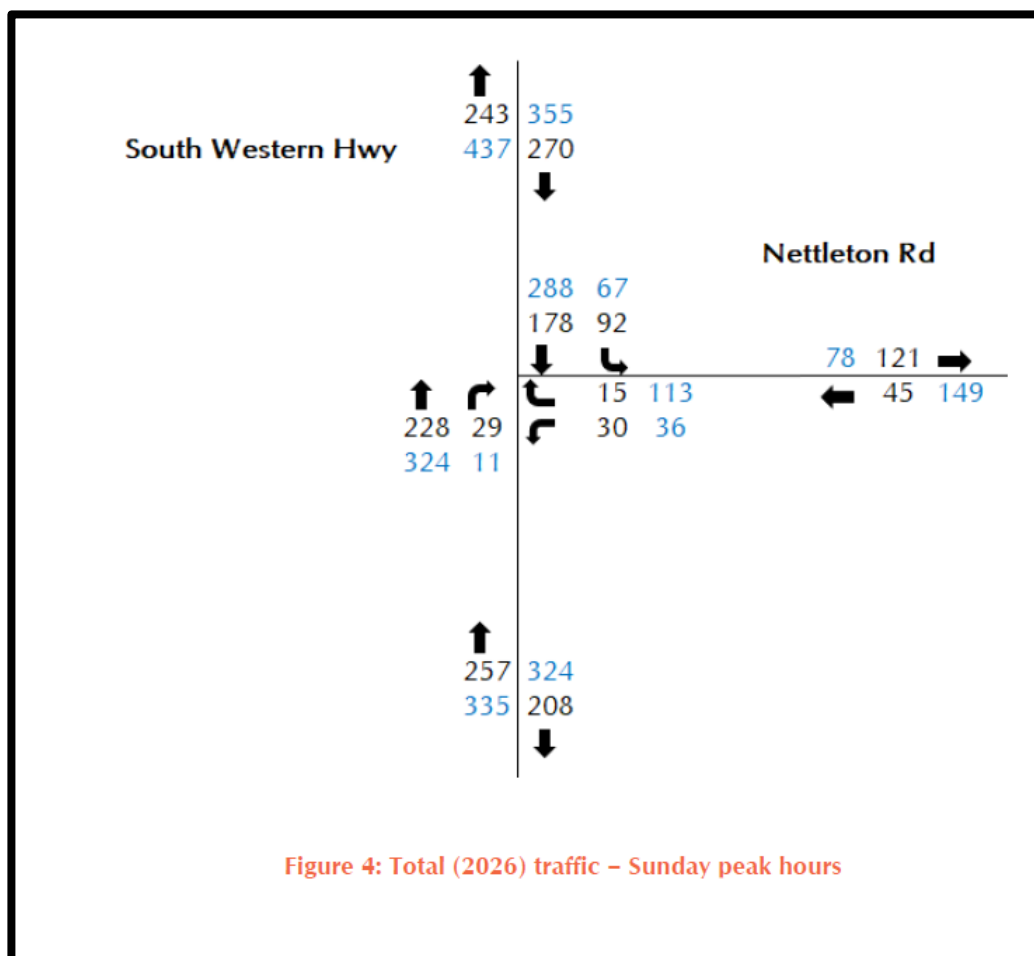 243 355
South Western Hwy 437 270
Nettleton Rd
288 67
178 92
78 121
15 113 45 149
228 29 30 36
324 11
257 324
335 208
Figure 4: Total (2026) traffic – Sunday peak hours